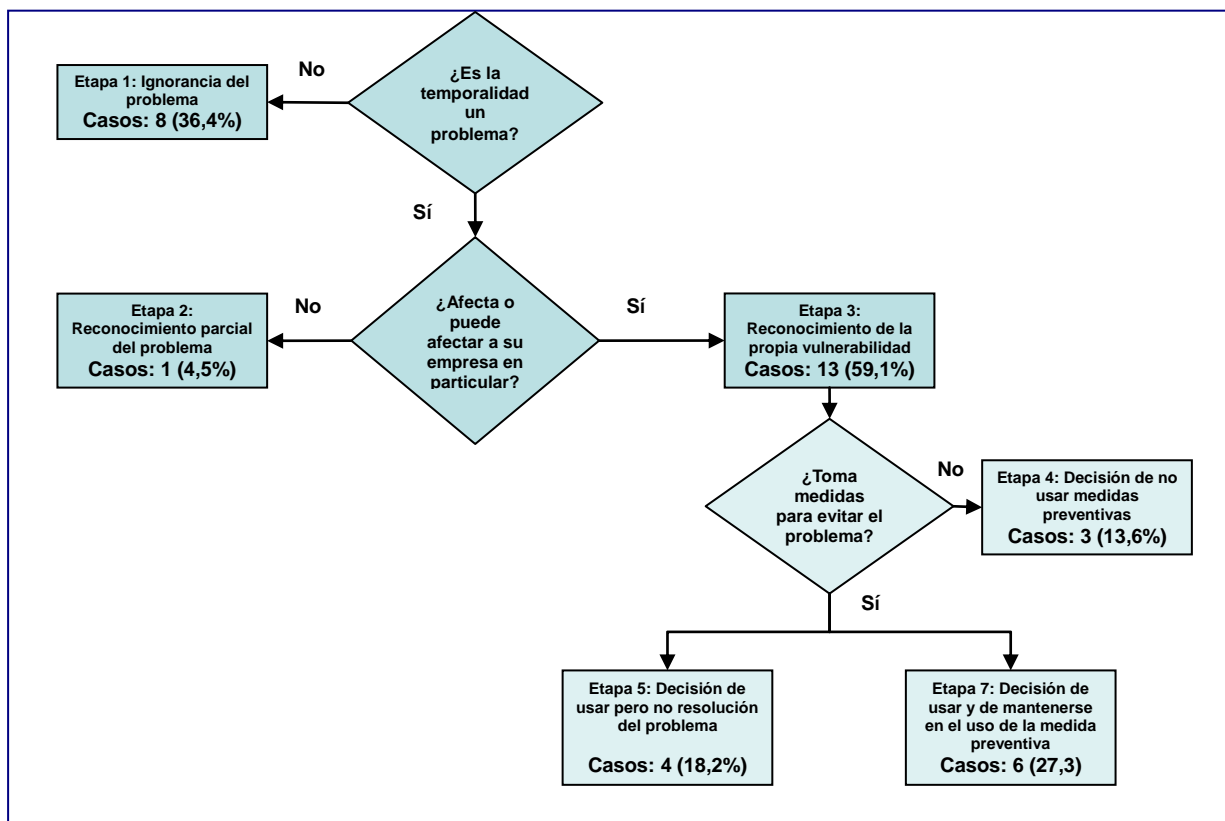 ¿Es la
temporalidad
un
problema?
No
Etapa 1: Ignorancia del
problema
Casos: 8 (36,4%)
Sí
¿Afecta o
puede
afectar a su
empresa en
particular?
No
Etapa 2:
Reconocimiento parcial
del problema
Casos: 1 (4,5%)
Sí
Etapa 3:
Reconocimiento de la
propia vulnerabilidad
Casos: 13 (59,1%)
¿Toma
medidas
para evitar el
problema?
No
Etapa 4: Decisión de no
usar medidas
preventivas
Casos: 3 (13,6%)
Sí
Etapa 5: Decisión de
usar pero no resolución
del problema
Casos: 4 (18,2%)
Etapa 7: Decisión de
usar y de mantenerse
en el uso de la medida
preventiva
Casos: 6 (27,3)